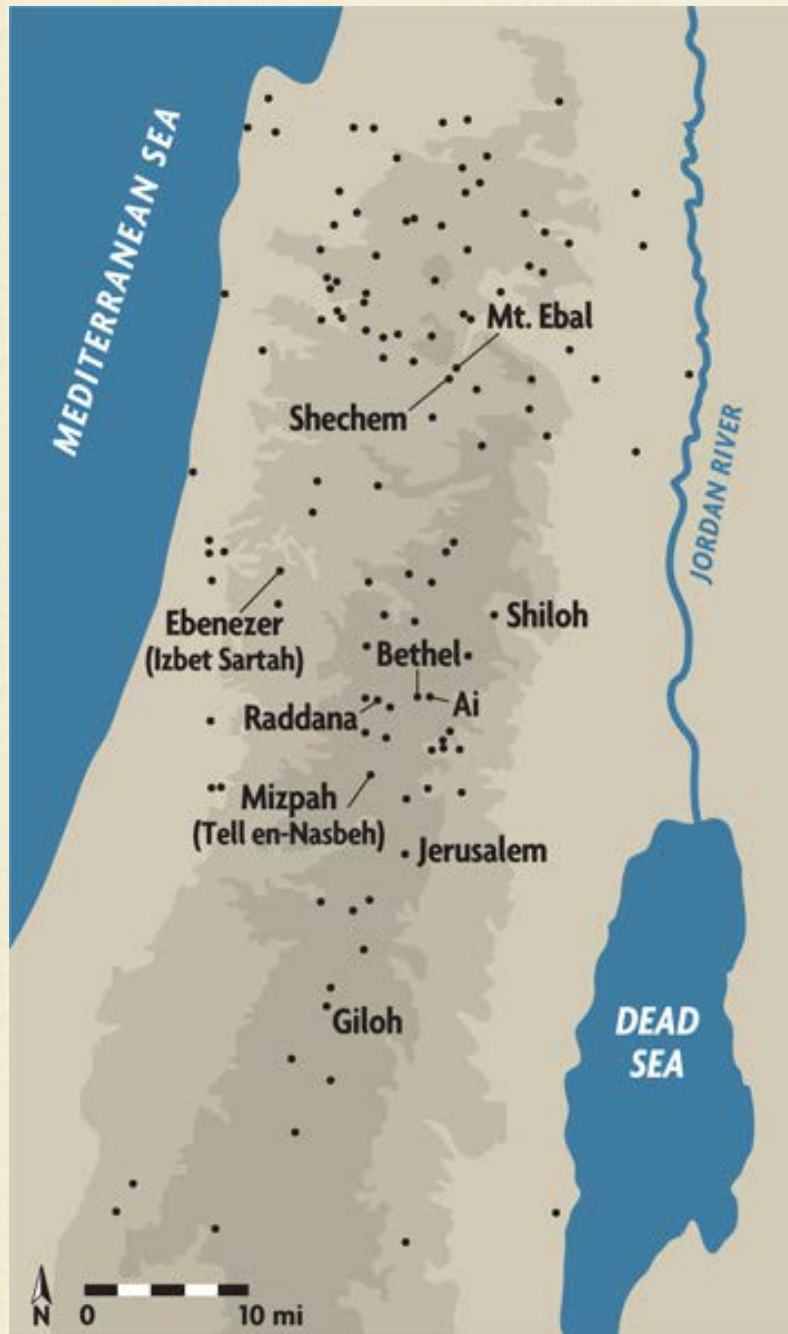 MEDITERRANEAN SEA
Mt. Ebal
Shechem
JORDAN RIVER
Ebenezer
(Izbet Sartah)
Shiloh
Bethel
Raddana
Ai
Mizpah
(Tell en-Nasbeh)
Jerusalem
Giloh
DEAD
SEA
N
0 10 mi